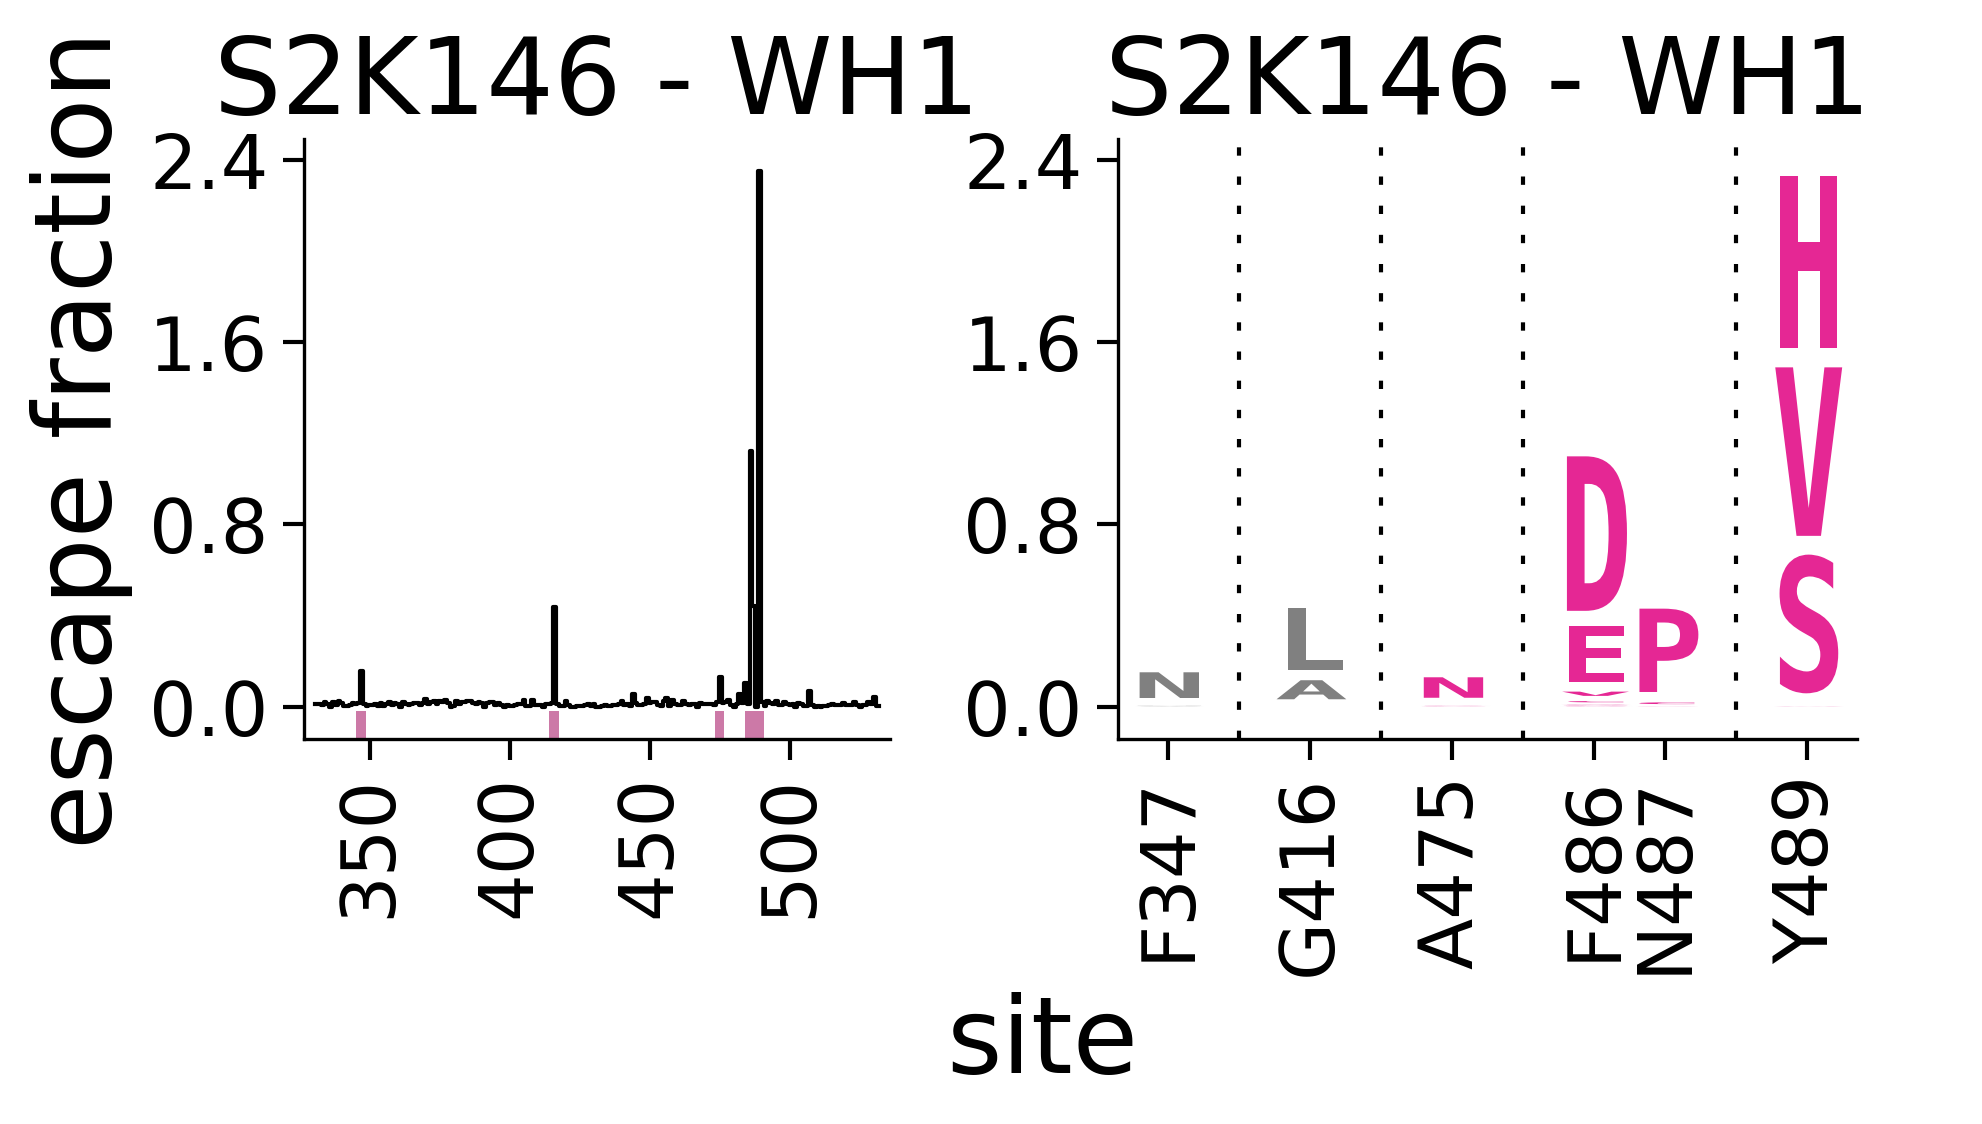 S2K146 - WH1
S2K146 - WH1
escape fraction
2.4
1.6
0.8
0.0
350
400
450
500
2.4
1.6
0.8
0.0
N
L
A
N
D
E
P
H
V
S
F347
G416
A475
F486
N487
Y489
site